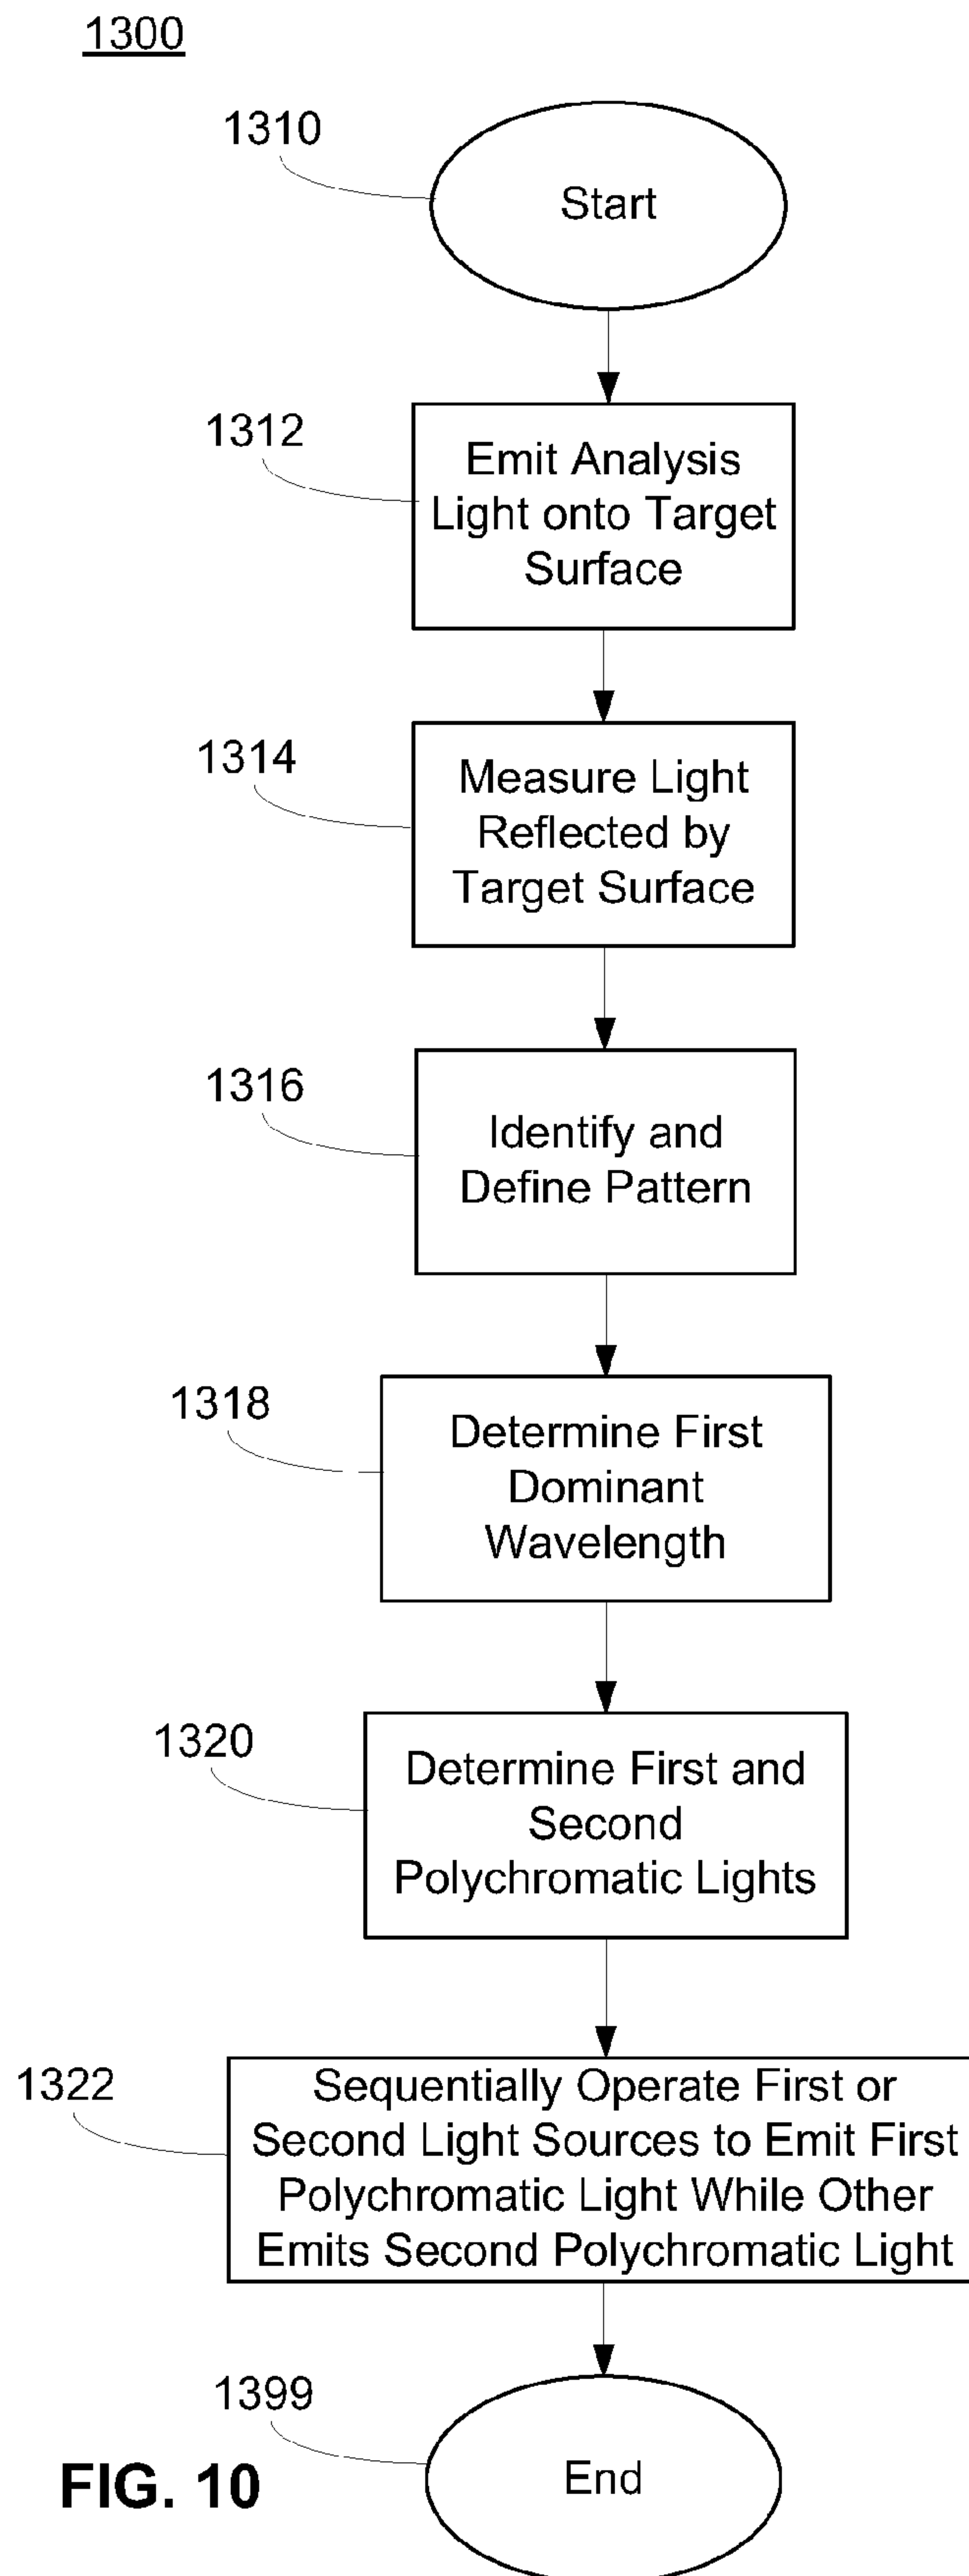 1300
1310
Start
1312
Emit Analysis
Light onto Target
Surface
1314
Measure Light
Reflected by
Target Surface
1316
Identify and
Define Pattern
1318
Determine First
Dominant
Wavelength
1320
Determine First and
Second
Polychromatic Lights
1322
Sequentially Operate First or
Second Light Sources to Emit First
Polychromatic Light While Other
Emits Second Polychromatic Light
1399
End
FIG. 10